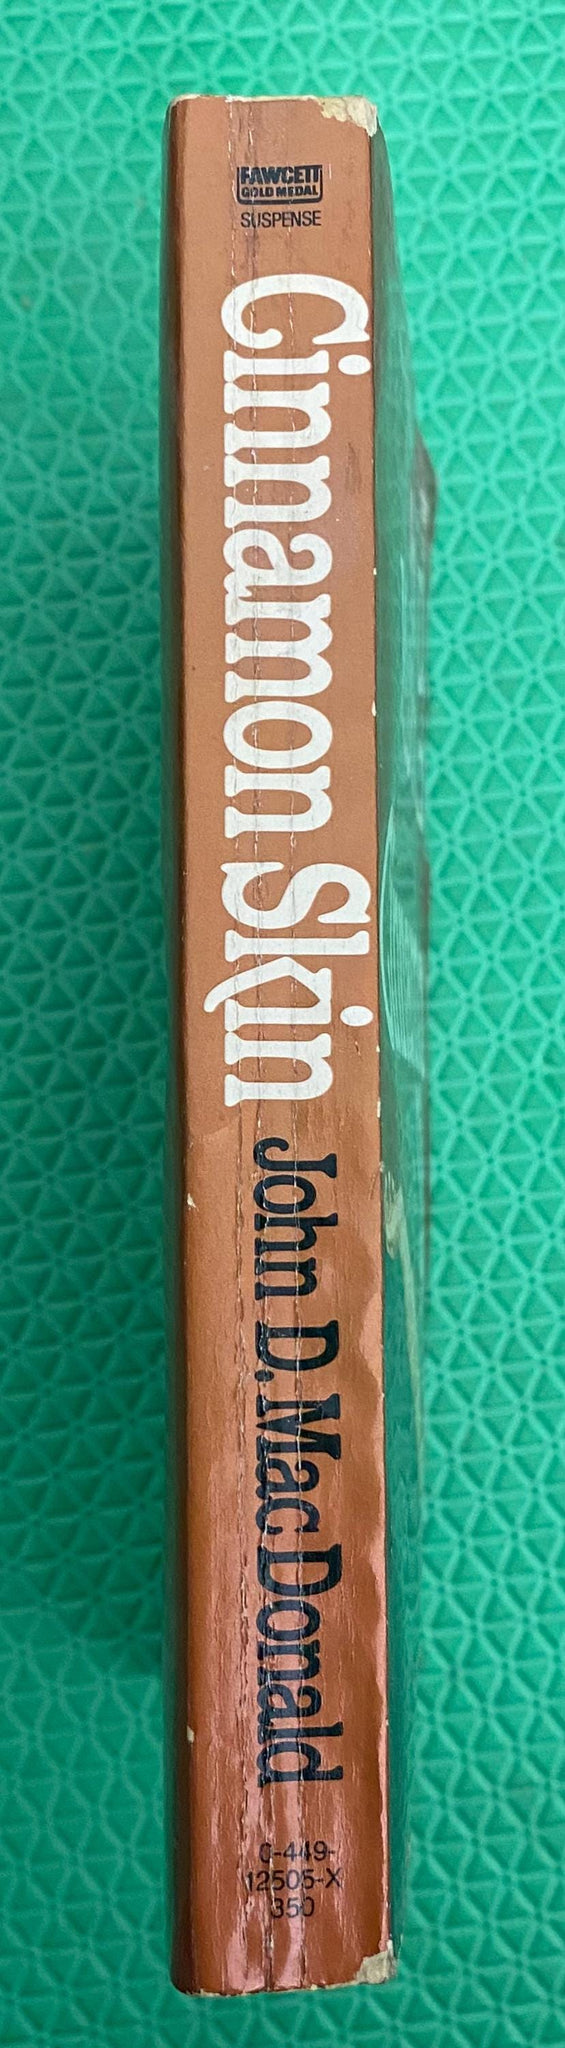 FAWCETT
GOLD MEDAL
SUSPENSE
Cinnamon Skin
John D. MacDonald
0-449-
12505-X
350